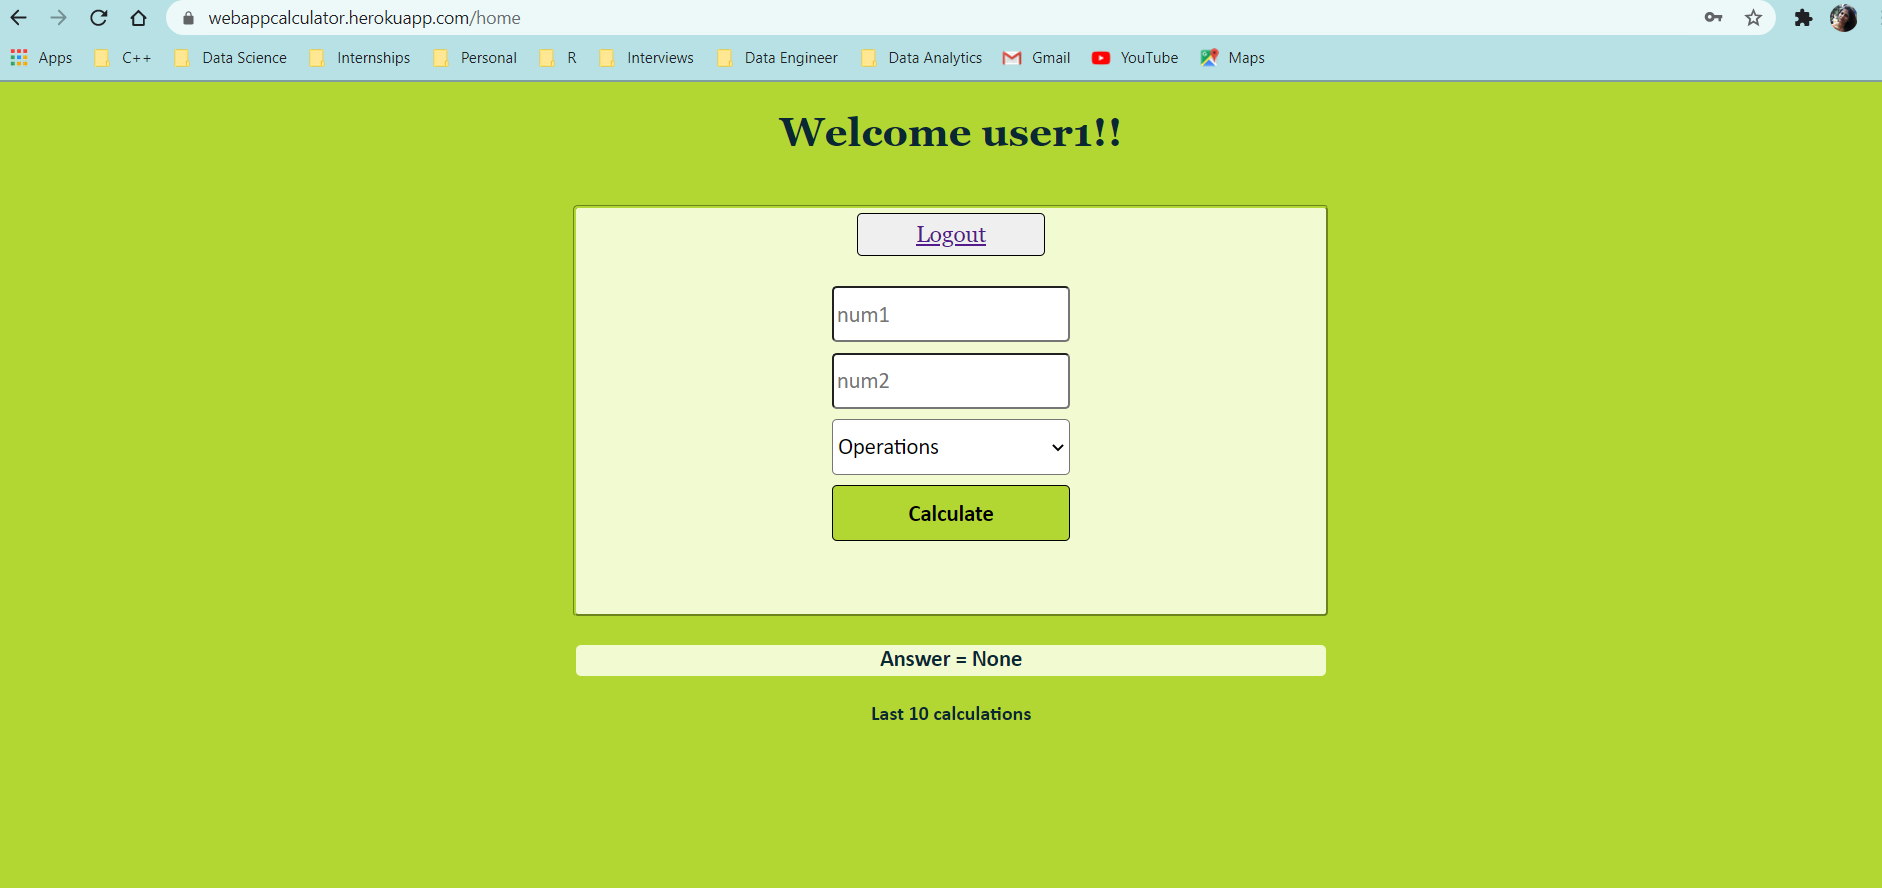 webappcalculator.herokuapp.com/home
Apps C++ Data Science Internships Personal R Interviews Data Engineer Data Analytics Gmail YouTube Maps
Welcome user1!!
Logout
num1
num2
Operations
Calculate
Answer = None
Last 10 calculations